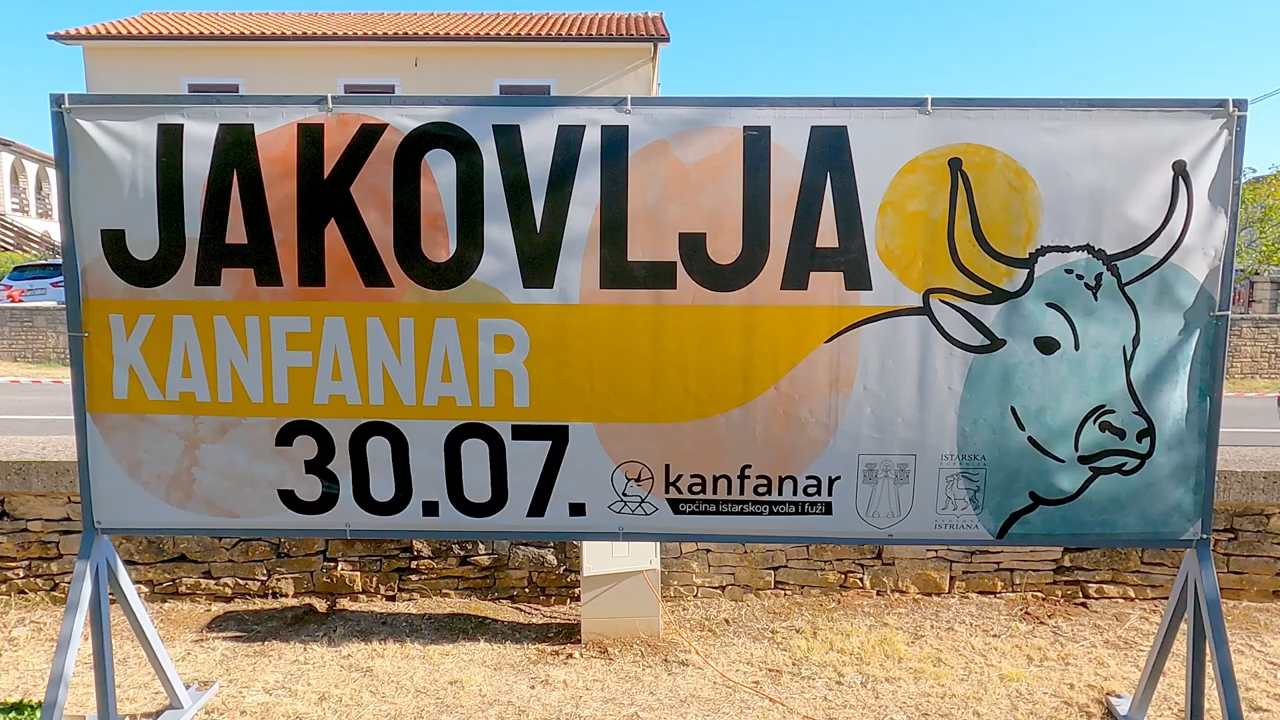 JAKOVLJA
KANFANAR
30.07.
kanfanar
općina istarskog vola i fuži
ISTARSKA
ŽUPANIJA
REGIONE
ISTRIANA